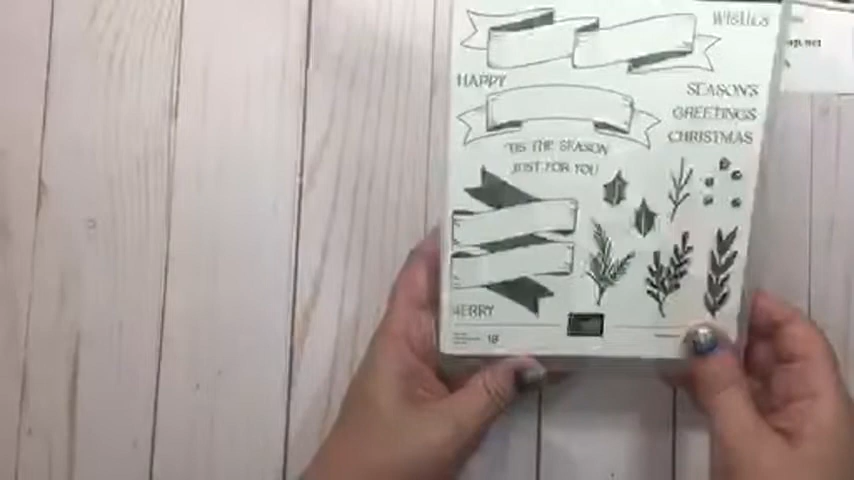 WISHES
HAPPY
SEASON'S
GREETINGS
CHRISTMAS
'TIS THE SEASON
JUST FOR YOU
MERRY
18